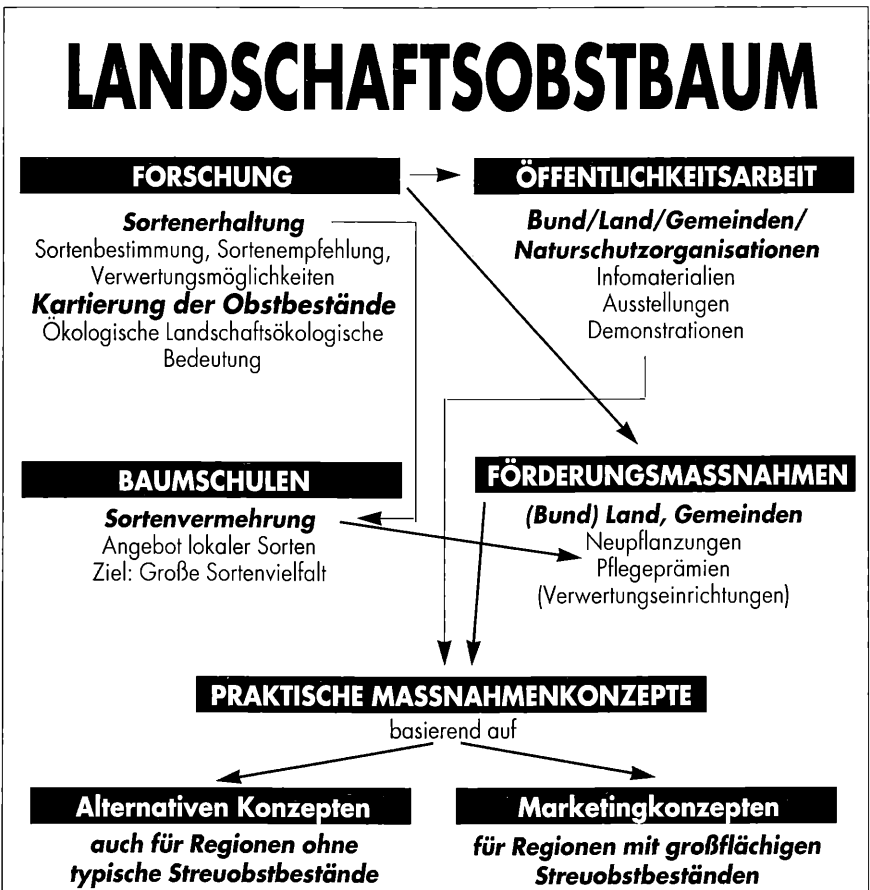 LANDSCHAFTSOBSTBAUM
FORSCHUNG
Sortenerhaltung
Sortenbestimmung, Sortenempfehlung,
Verwertungsmöglichkeiten
Kartierung der Obstbestände
Ökologische Landschaftsökologische
Bedeutung
ÖFFENTLICHKEITSARBEIT
Bund/Land/Gemeinden/
Naturschutzorganisationen
Infomaterialien
Ausstellungen
Demonstrationen
BAUMSCHULEN
Sortenvermehrung
Angebot lokaler Sorten
Ziel: Große Sortenvielfalt
FÖRDERUNGSMASSNAHMEN
(Bund) Land, Gemeinden
Neupflanzungen
Pflegeprämien
(Verwertungseinrichtungen)
PRAKTISCHE MASSNAHMENKONZEPTE
basierend auf
Alternativen Konzepten
auch für Regionen ohne
typische Streuobstbestände
Marketingkonzepten
für Regionen mit großflächigen
Streuobstbeständen